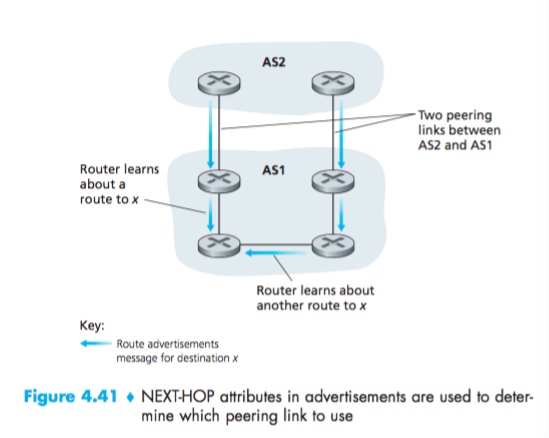 AS2
Two peering
links between
AS2 and AS1
Router learns
about a
route to x
AS1
Router learns about
another route to x
Key:
Route advertisements
message for destination x
Figure 4.41 ♦ NEXT-HOP attributes in advertisements are used to deter-
mine which peering link to use